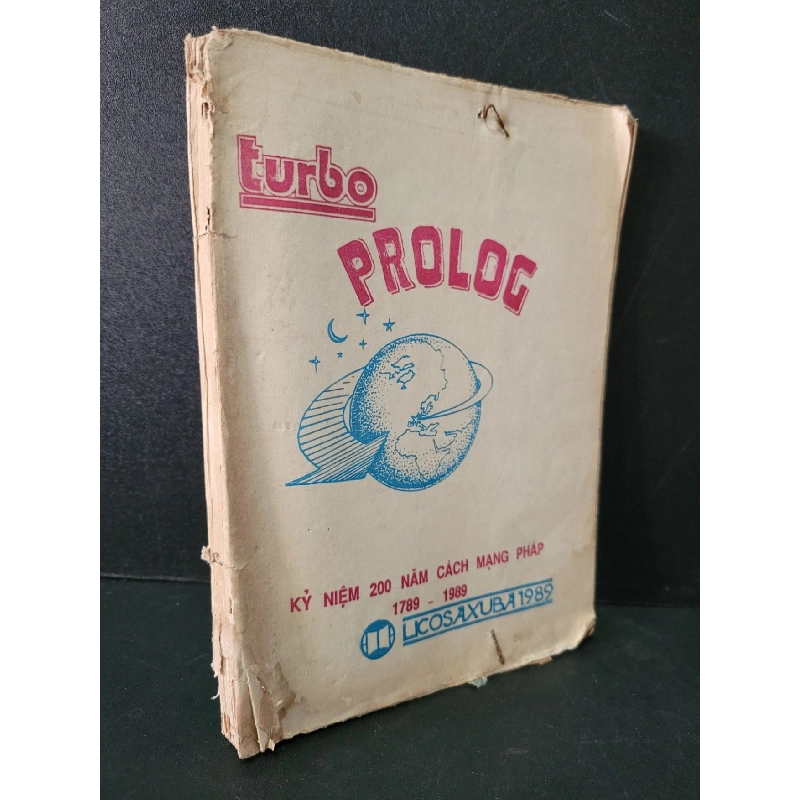 turbo
PROLOG
KỶ NIỆM 200 NĂM CÁCH MẠNG PHÁP
1789 - 1989
LICOSAXUBA 1989